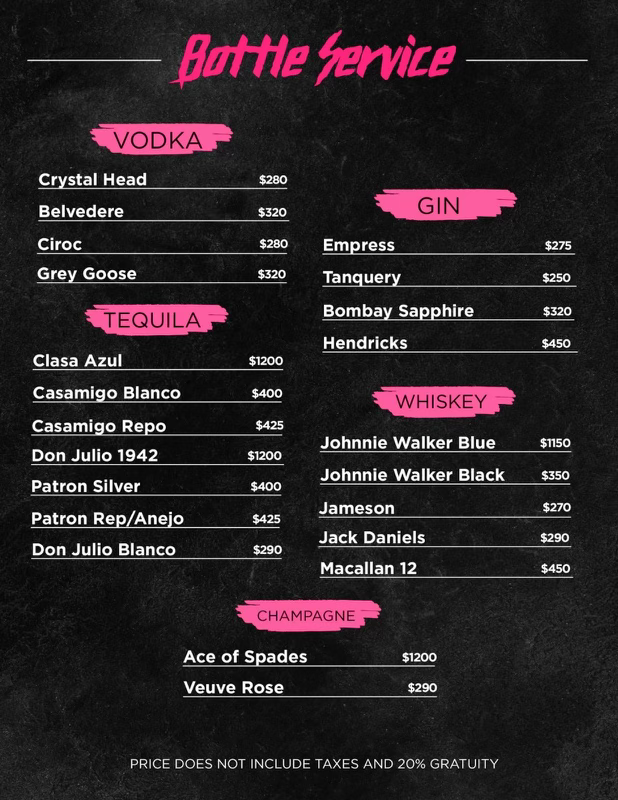 Bottle Service
VODKA
Crystal Head $280
Belvedere $320
Ciroc $280
Grey Goose $320
TEQUILA
Clasa Azul $1200
Casamigo Blanco $400
Casamigo Repo $425
Don Julio 1942 $1200
Patron Silver $400
Patron Rep/Anejo $425
Don Julio Blanco $290
GIN
Empress $275
Tanquery $250
Bombay Sapphire $320
Hendricks $450
WHISKEY
Johnnie Walker Blue $1150
Johnnie Walker Black $350
Jameson $270
Jack Daniels $290
Macallan 12 $450
CHAMPAGNE
Ace of Spades $1200
Veuve Rose $290
PRICE DOES NOT INCLUDE TAXES AND 20% GRATUITY